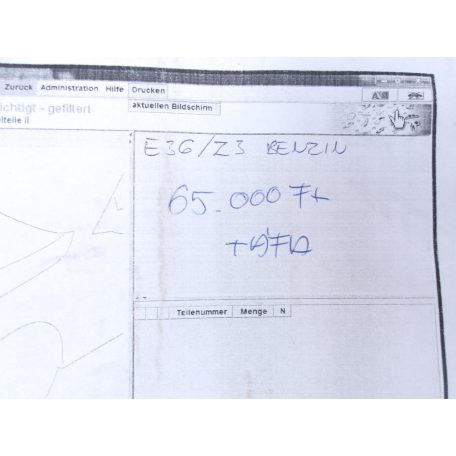 Zurück Administration Hilfe Drucken
aktuellen Bildschirm
ichtigt - gefiltert
lteile II
E36/Z3 BENZIN
65.000 Ft
+ÁFA
Teilenummer Menge N